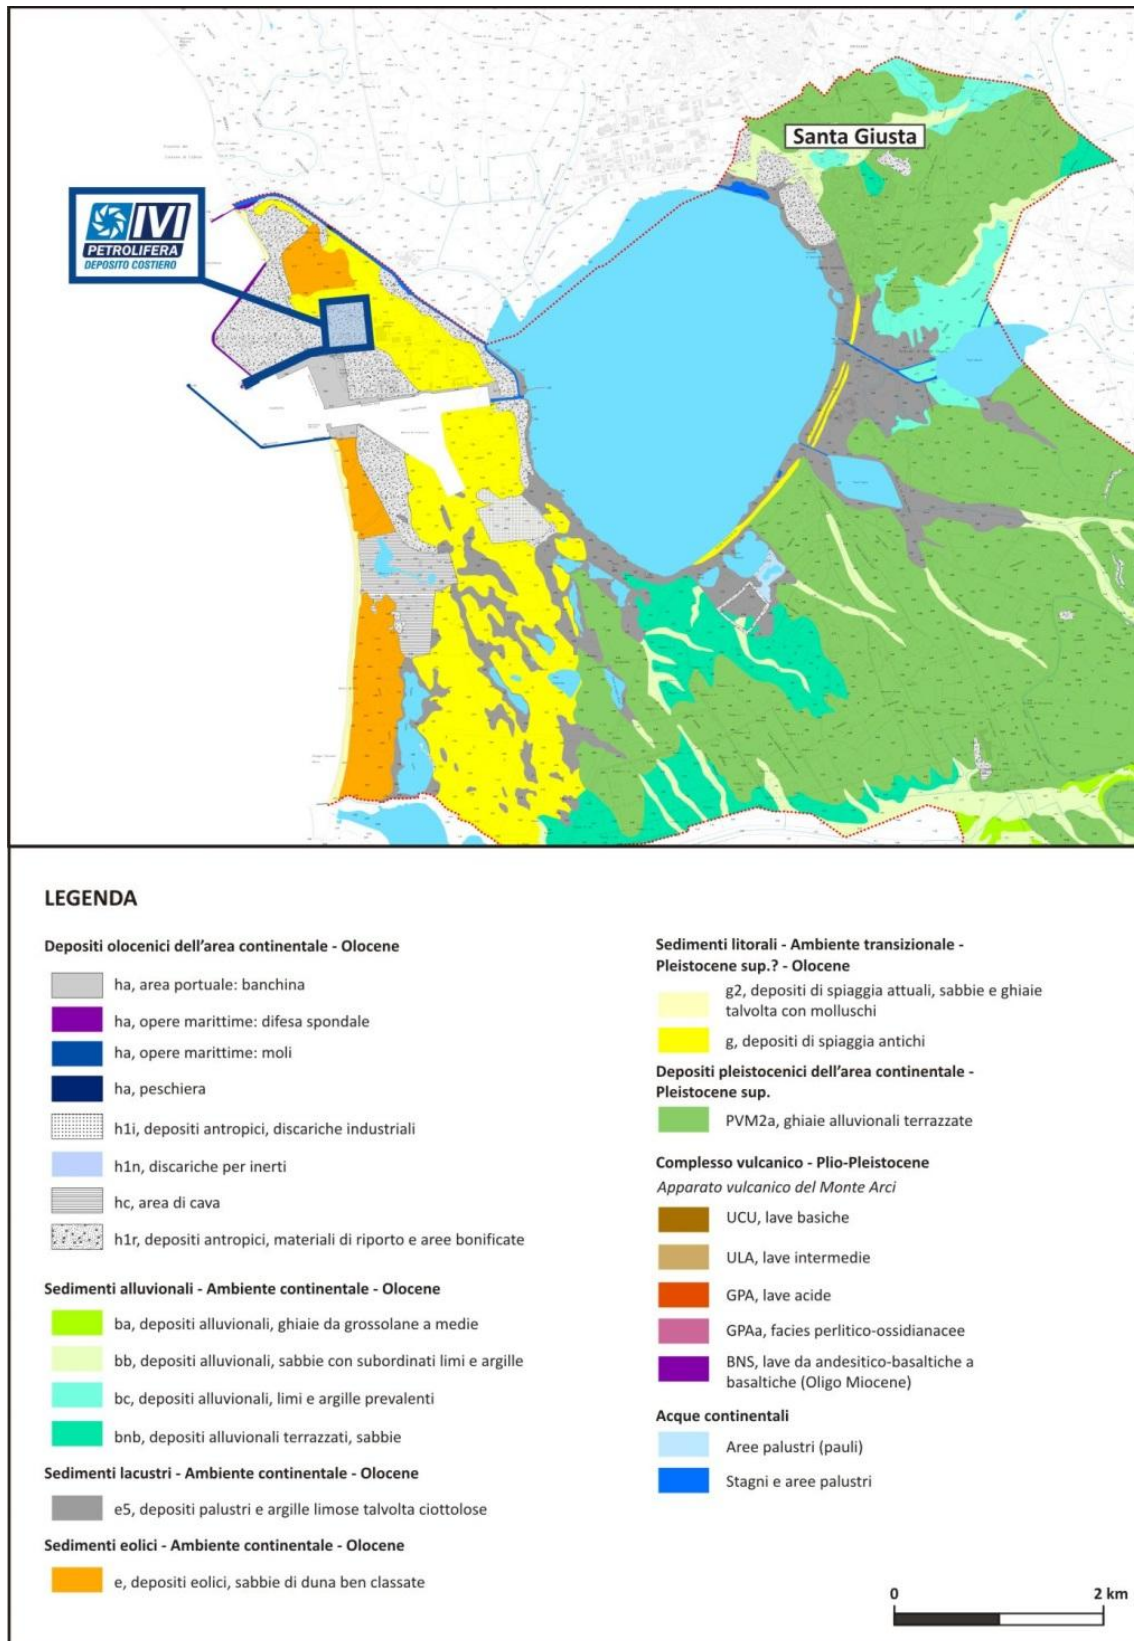 Santa Giusta
IVI
PETROLIFERA
DEPOSITO COSTIERO
LEGENDA
Depositi olocenici dell'area continentale - Olocene
ha, area portuale: banchina
ha, opere marittime: difesa spondale
ha, opere marittime: moli
ha, peschiera
h1i, depositi antropici, discariche industriali
h1n, discariche per inerti
hc, area di cava
h1r, depositi antropici, materiali di riporto e aree bonificate
Sedimenti alluvionali - Ambiente continentale - Olocene
ba, depositi alluvionali, ghiaie da grossolane a medie
bb, depositi alluvionali, sabbie con subordinati limi e argille
bc, depositi alluvionali, limi e argille prevalenti
bnb, depositi alluvionali terrazzati, sabbie
Sedimenti lacustri - Ambiente continentale - Olocene
e5, depositi palustri e argille limose talvolta ciottolose
Sedimenti eolici - Ambiente continentale - Olocene
e, depositi eolici, sabbie di duna ben classate
Sedimenti litorali - Ambiente transizionale -
Pleistocene sup.? - Olocene
g2, depositi di spiaggia attuali, sabbie e ghiaie
talvolta con molluschi
g, depositi di spiaggia antichi
Depositi pleistocenici dell'area continentale -
Pleistocene sup.
PVM2a, ghiaie alluvionali terrazzate
Complesso vulcanico - Plio-Pleistocene
Apparato vulcanico del Monte Arci
UCU, lave basiche
ULA, lave intermedie
GPA, lave acide
GPAa, facies perlitico-ossidianacee
BNS, lave da andesitico-basaltiche a
basaltiche (Oligo Miocene)
Acque continentali
Aree palustri (pauli)
Stagni e aree palustri
0 2 km